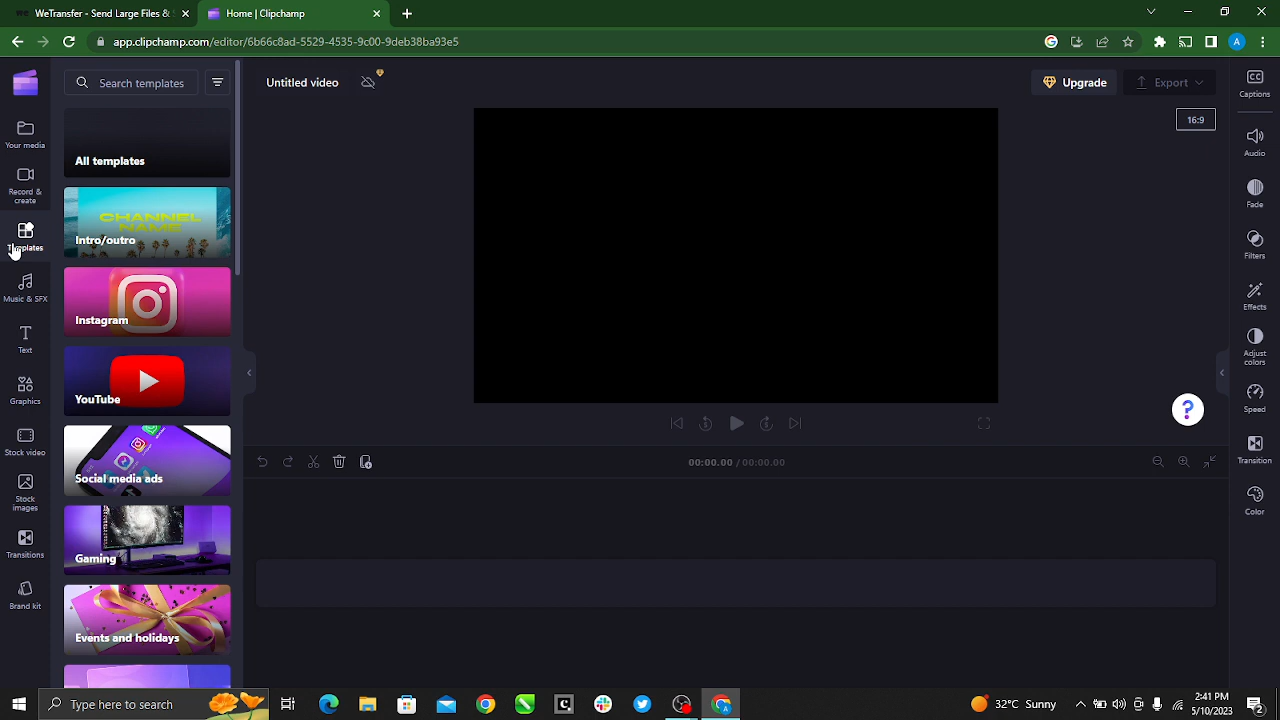 WeTransfer - Send Large Files &
Home | Clipchamp
app.clipchamp.com/editor/6b66c8ad-5529-4535-9c00-9deb38ba93e5
A
Your media
Record & create
Templates
Music & SFX
Text
Graphics
Stock video
Stock images
Transitions
Brand kit
Search templates
All templates
CHANNEL NAME
Intro/outro
Instagram
YouTube
Social media ads
Gaming
Events and holidays
Untitled video
Upgrade
Export
16:9
?
00:00.00 / 00:00.00
CC
Captions
Audio
Fade
Filters
Effects
Adjust colors
Speed
Transition
Color
Type here to search
32°C Sunny
2:41 PM
5/10/2023
2